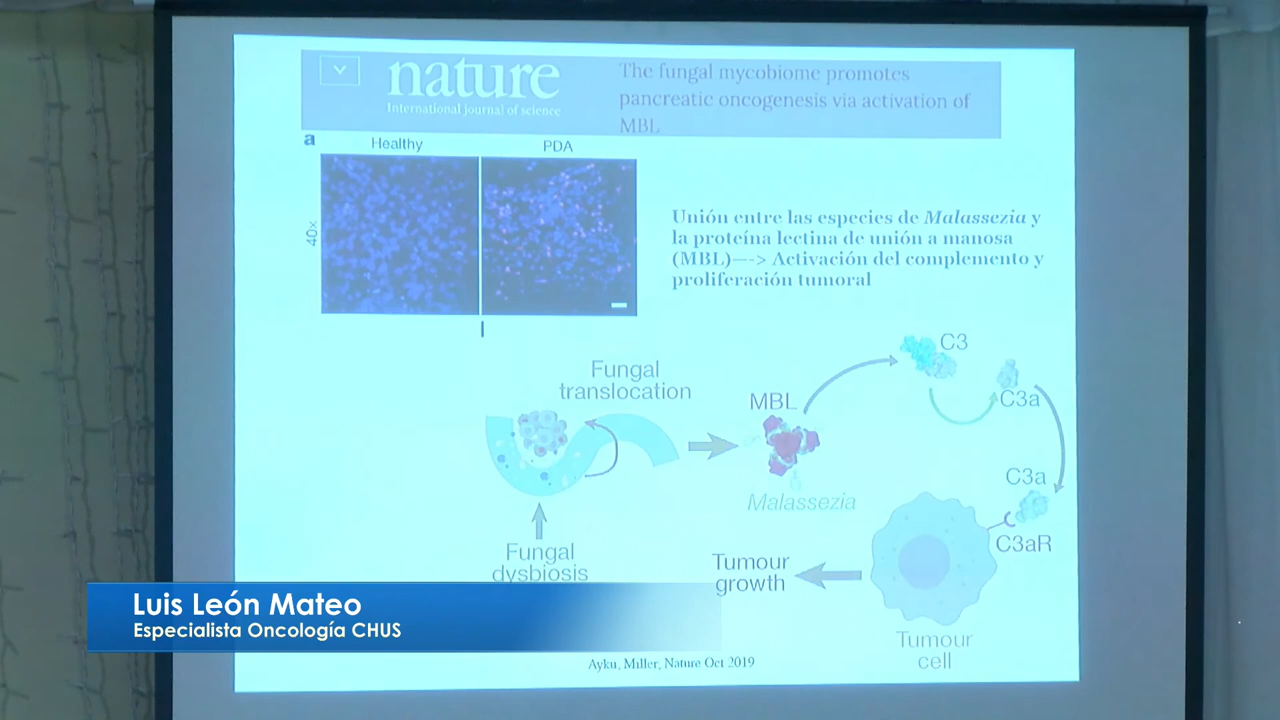 nature
International journal of science
The fungal mycobiome promotes
pancreatic oncogenesis via activation of
MBL
a
Healthy
PDA
40×
Unión entre las especies de Malassezia y
la proteína lectina de unión a manosa
(MBL)—-> Activación del complemento y
proliferación tumoral
Fungal
translocation
MBL
C3
C3a
Malassezia
C3a
C3aR
Fungal
dysbiosis
Tumour
growth
Tumour
cell
Luis León Mateo
Especialista Oncología CHUS
Ayku, Miller, Nature Oct 2019